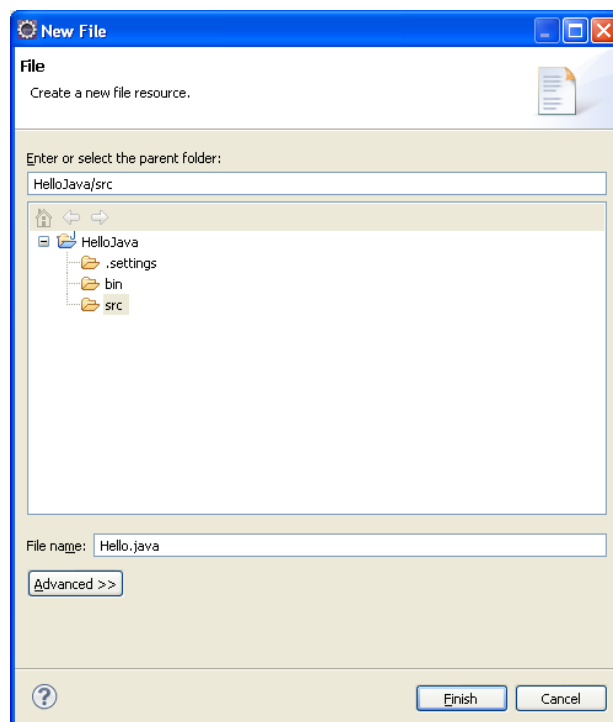 New File
File
Create a new file resource.
Enter or select the parent folder:
HelloJava/src
HelloJava
.settings
bin
src
File name: Hello.java
Advanced >>
Finish Cancel